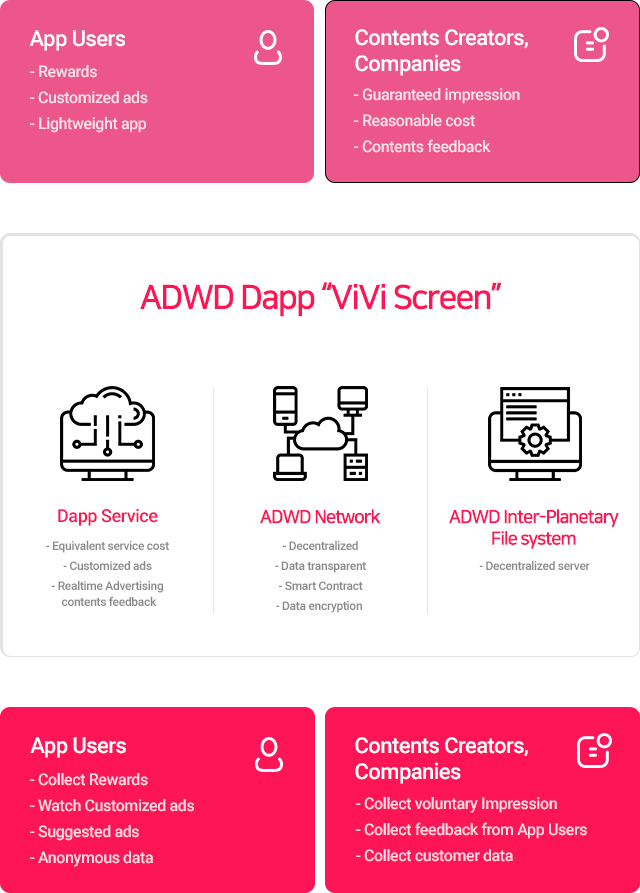 App Users
- Rewards
- Customized ads
- Lightweight app
Contents Creators,
Companies
- Guaranteed impression
- Reasonable cost
- Contents feedback
ADWD Dapp “ViVi Screen”
Dapp Service
- Equivalent service cost
- Customized ads
- Realtime Advertising
contents feedback
ADWD Network
- Decentralized
- Data transparent
- Smart Contract
- Data encryption
ADWD Inter-Planetary
File system
- Decentralized server
App Users
- Collect Rewards
- Watch Customized ads
- Suggested ads
- Anonymous data
Contents Creators,
Companies
- Collect voluntary Impression
- Collect feedback from App Users
- Collect customer data